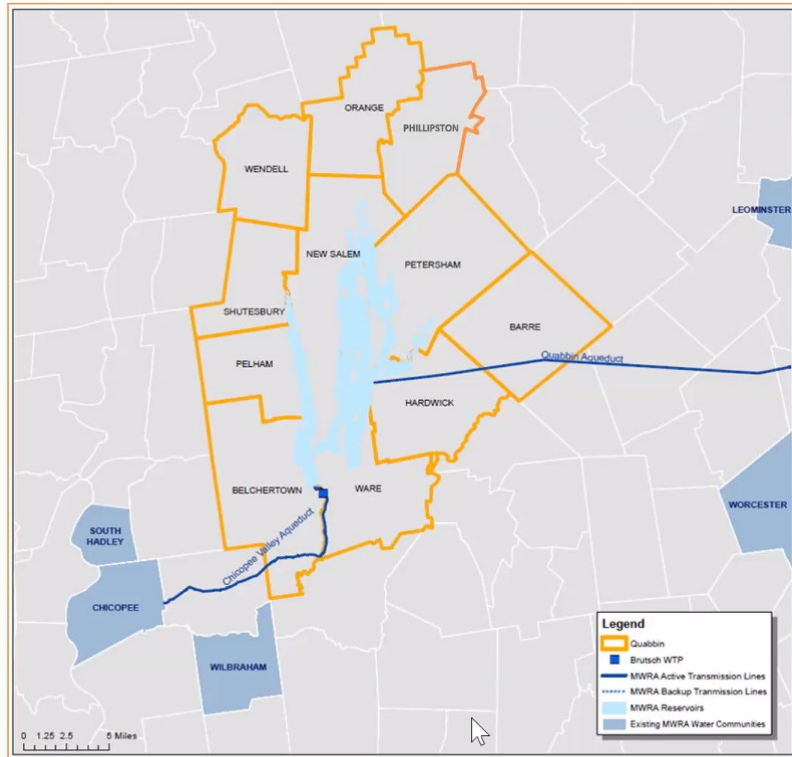 ORANGE
PHILLIPSTON
WENDELL
LEOMINSTER
NEW SALEM
PETERSHAM
SHUTESBURY
BARRE
Quabbin Aqueduct
PELHAM
HARDWICK
BELCHERTOWN
WARE
WORCESTER
SOUTH
HADLEY
Chicopee Valley Aqueduct
CHICOPEE
WILBRAHAM
Legend
Quabbin
Brutsch WTP
MWRA Active Transmission Lines
MWRA Backup Tranmission Lines
MWRA Reservoirs
Existing MWRA Water Communities
0 1.25 2.5 5 Miles